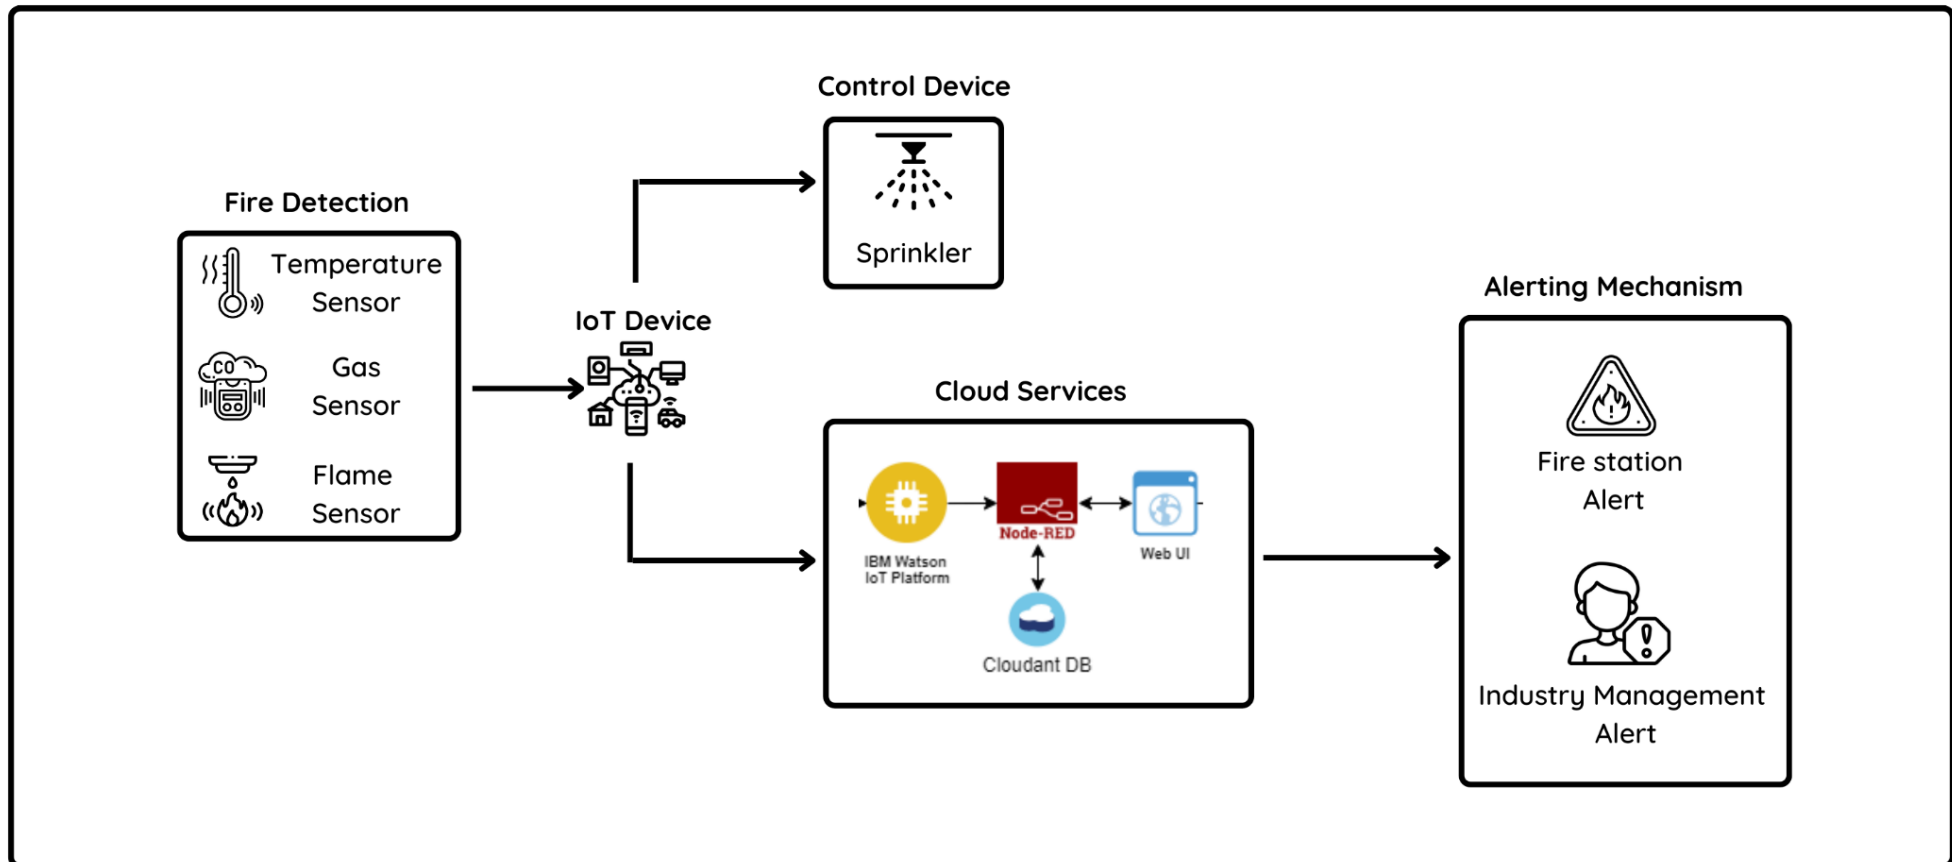 Control Device
Sprinkler
Fire Detection
Temperature
Sensor
CO
Gas
Sensor
Flame
Sensor
IoT Device
Cloud Services
IBM Watson
IoT Platform
Node-RED
Web UI
Cloudant DB
Alerting Mechanism
Fire station
Alert
Industry Management
Alert